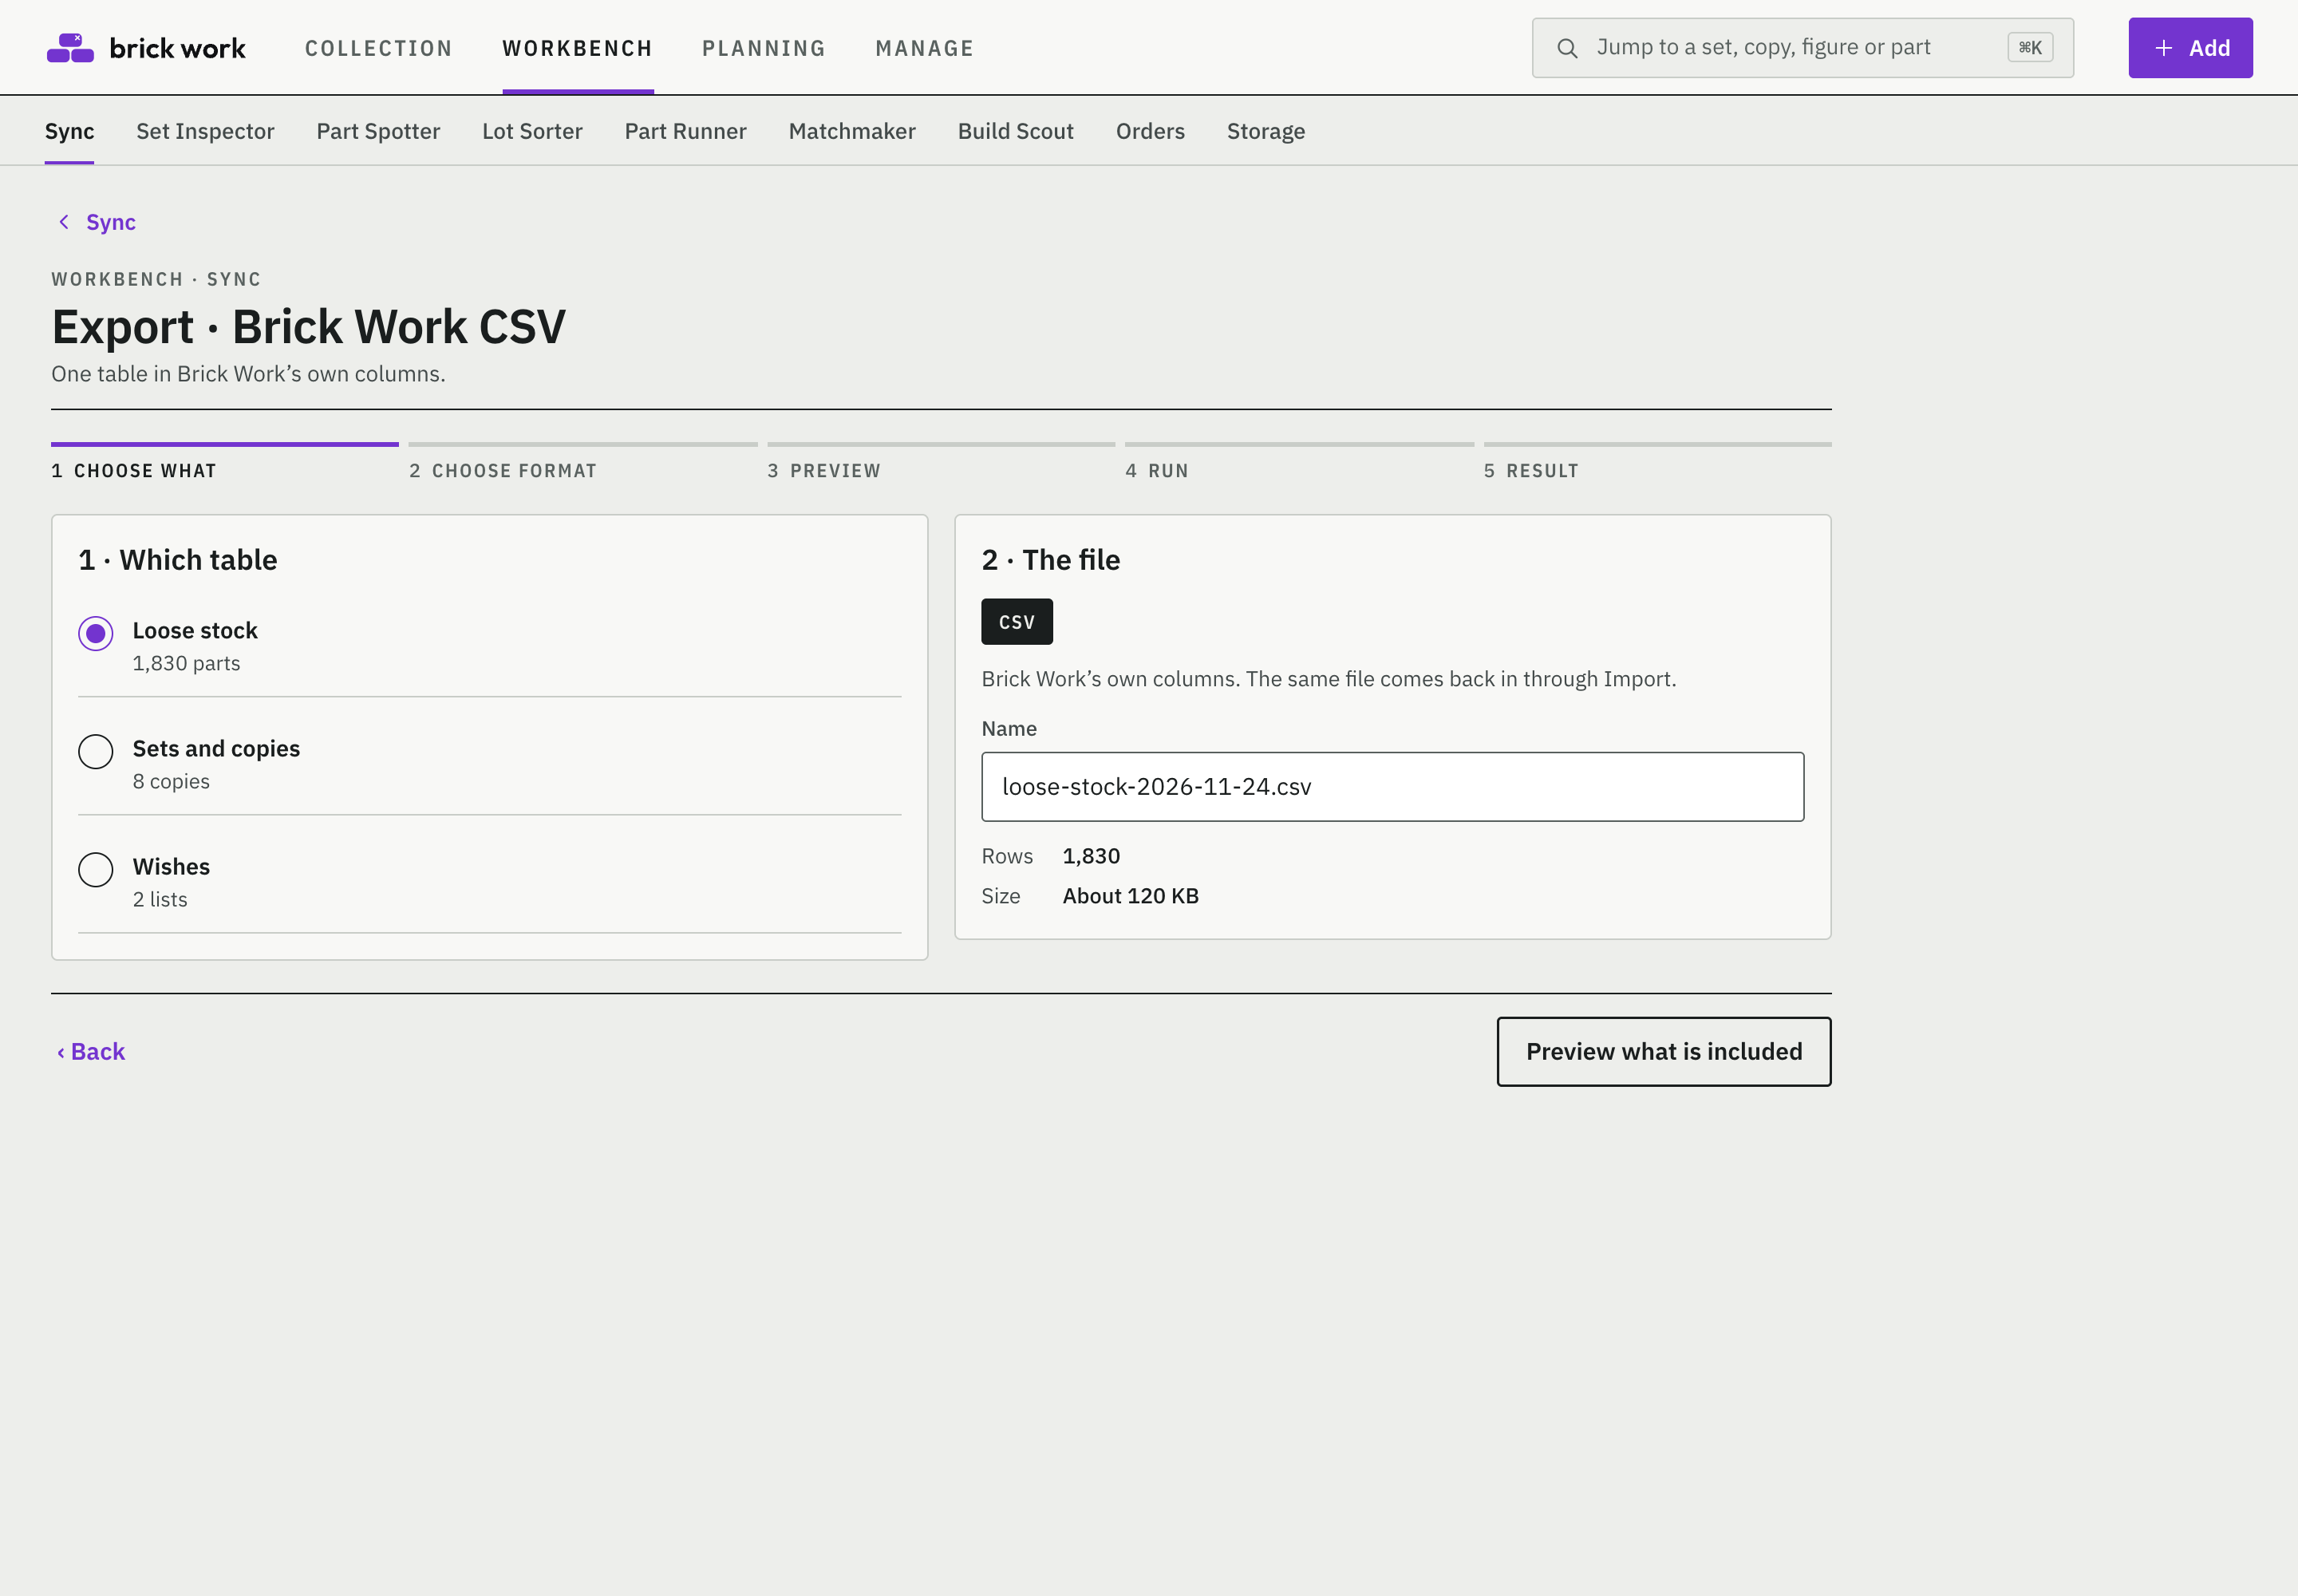 brick work
COLLECTION
WORKBENCH
PLANNING
MANAGE
Jump to a set, copy, figure or part
⌘K
+ Add
Sync
Set Inspector
Part Spotter
Lot Sorter
Part Runner
Matchmaker
Build Scout
Orders
Storage
‹ Sync
WORKBENCH · SYNC
Export · Brick Work CSV
One table in Brick Work’s own columns.
1 CHOOSE WHAT
2 CHOOSE FORMAT
3 PREVIEW
4 RUN
5 RESULT
1 · Which table
Loose stock
1,830 parts
Sets and copies
8 copies
Wishes
2 lists
2 · The file
CSV
Brick Work’s own columns. The same file comes back in through Import.
Name
loose-stock-2026-11-24.csv
Rows 1,830
Size About 120 KB
‹ Back
Preview what is included